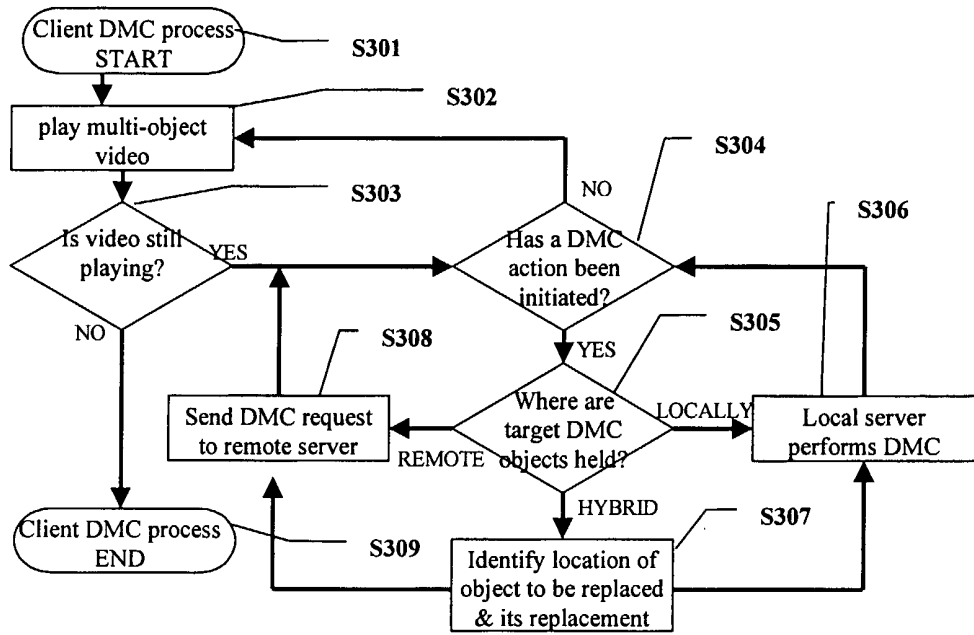 Client DMC process
START
S301
S302
play multi-object
video
S303
S304
NO
S306
Is video still
playing?
YES
Has a DMC
action been
initiated?
NO
S308
YES
S305
Send DMC request
to remote server
REMOTE
Where are
target DMC
objects held?
LOCALLY
Local server
performs DMC
HYBRID
S307
Client DMC process
END
S309
Identify location of
object to be replaced
& its replacement